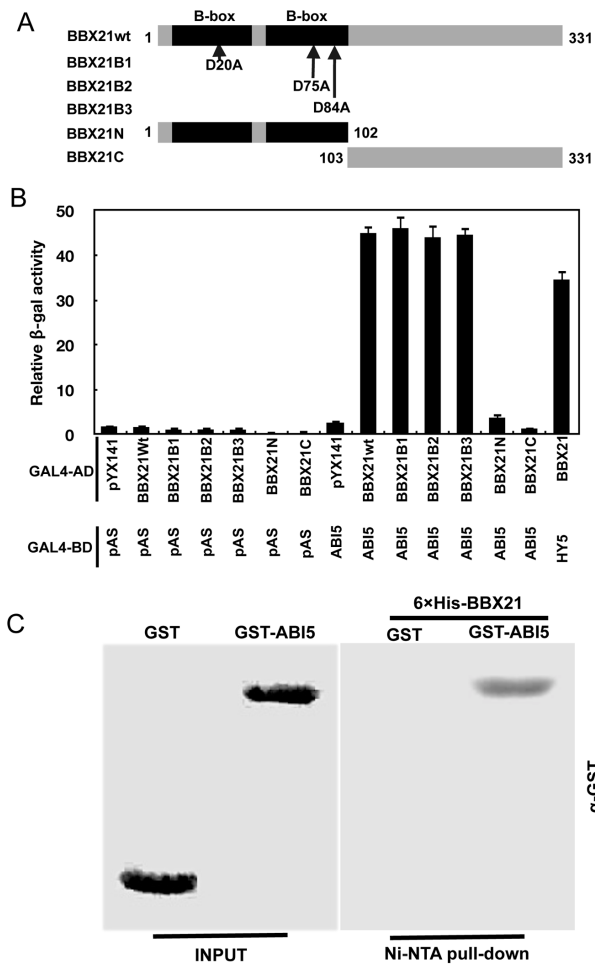 A
B-box B-box
BBX21wt 1 331
BBX21B1
D20A
BBX21B2 D75A
BBX21B3 D84A
BBX21N 1 102
BBX21C 103 331
B
Relative β-gal activity
50
40
30
20
10
0
GAL4-AD pYX141 BBX21Wt BBX21B1 BBX21B2 BBX21B3 BBX21N BBX21C pYX141 BBX21wt BBX21B1 BBX21B2 BBX21B3 BBX21N BBX21C BBX21
GAL4-BD pAS pAS pAS pAS pAS pAS pAS ABI5 ABI5 ABI5 ABI5 ABI5 ABI5 ABI5 HY5
C
6×His-BBX21
GST GST-ABI5 GST GST-ABI5
α-GST
INPUT Ni-NTA pull-down